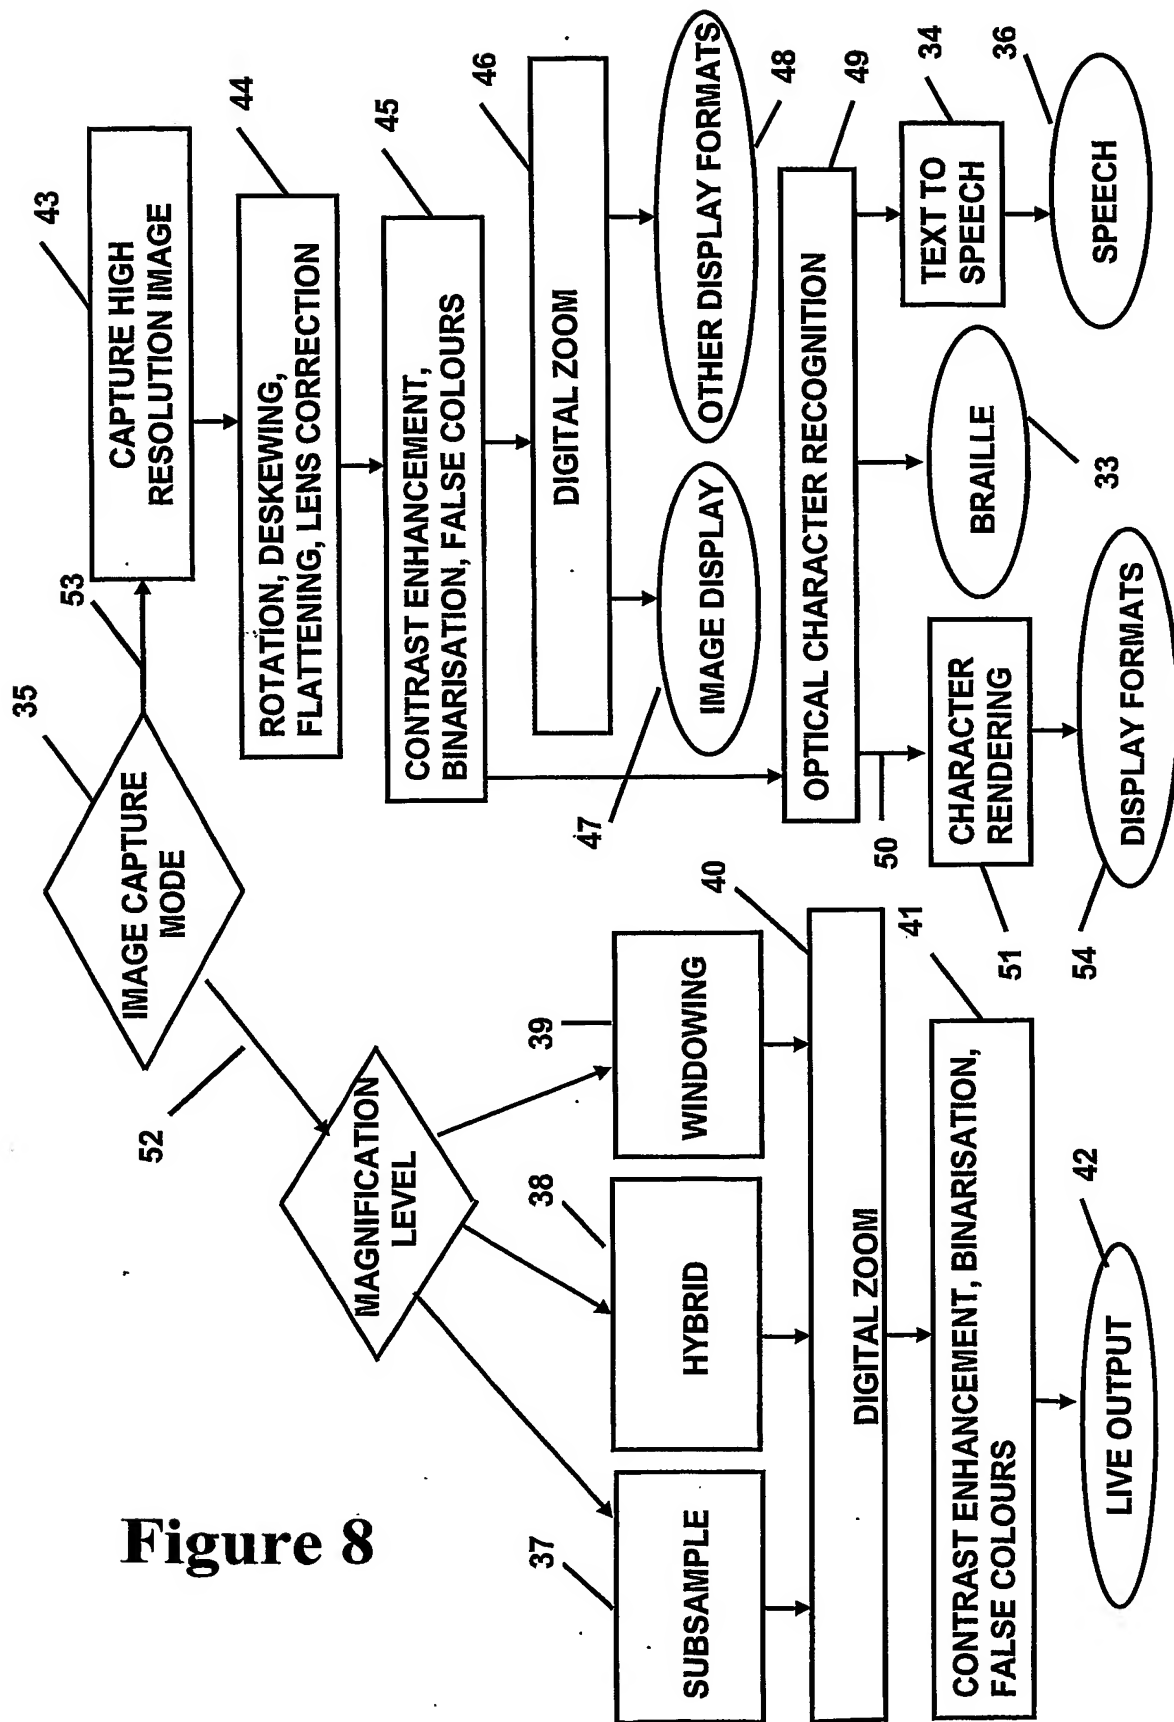 35
IMAGE CAPTURE
MODE
53
43
CAPTURE HIGH
RESOLUTION IMAGE
44
ROTATION, DESKEWING,
FLATTENING, LENS CORRECTION
45
CONTRAST ENHANCEMENT,
BINARISATION, FALSE COLOURS
46
DIGITAL ZOOM
47
IMAGE DISPLAY
OTHER DISPLAY FORMATS
48
49
OPTICAL CHARACTER RECOGNITION
50
CHARACTER
RENDERING
51
DISPLAY FORMATS
54
BRAILLE
33
34
TEXT TO
SPEECH
36
SPEECH
52
MAGNIFICATION
LEVEL
37
SUBSAMPLE
38
HYBRID
39
WINDOWING
40
DIGITAL ZOOM
41
CONTRAST ENHANCEMENT, BINARISATION,
FALSE COLOURS
42
LIVE OUTPUT
Figure 8